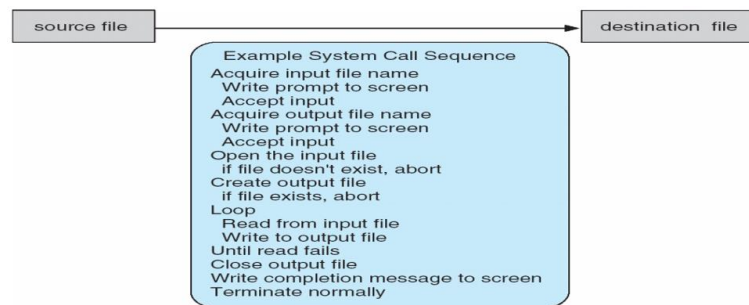 source file
destination file
Example System Call Sequence
Acquire input file name
Write prompt to screen
Accept input
Acquire output file name
Write prompt to screen
Accept input
Open the input file
if file doesn't exist, abort
Create output file
if file exists, abort
Loop
Read from input file
Write to output file
Until read fails
Close output file
Write completion message to screen
Terminate normally